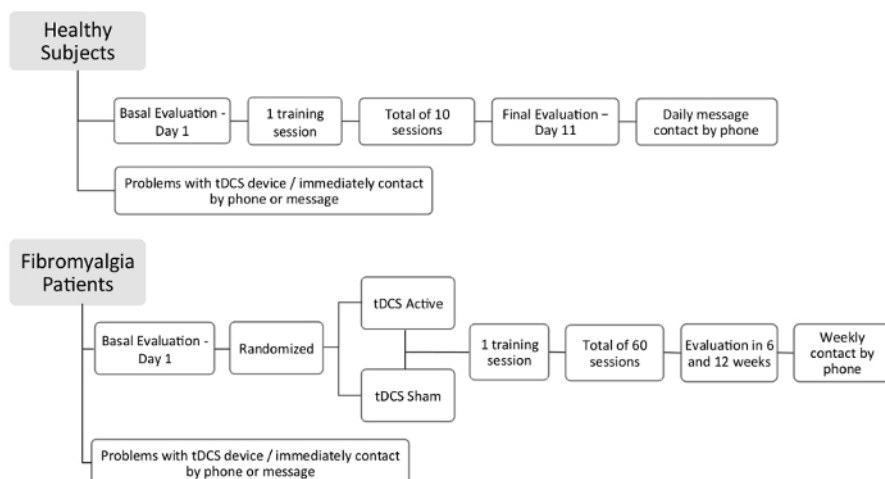 Healthy
Subjects
Basal Evaluation -
Day 1
1 training
session
Total of 10
sessions
Final Evaluation –
Day 11
Daily message
contact by phone
Problems with tDCS device / immediately contact
by phone or message
Fibromyalgia
Patients
Basal Evaluation -
Day 1
Randomized
tDCS Active
tDCS Sham
1 training
session
Total of 60
sessions
Evaluation in 6
and 12 weeks
Weekly
contact by
phone
Problems with tDCS device / immediately contact
by phone or message